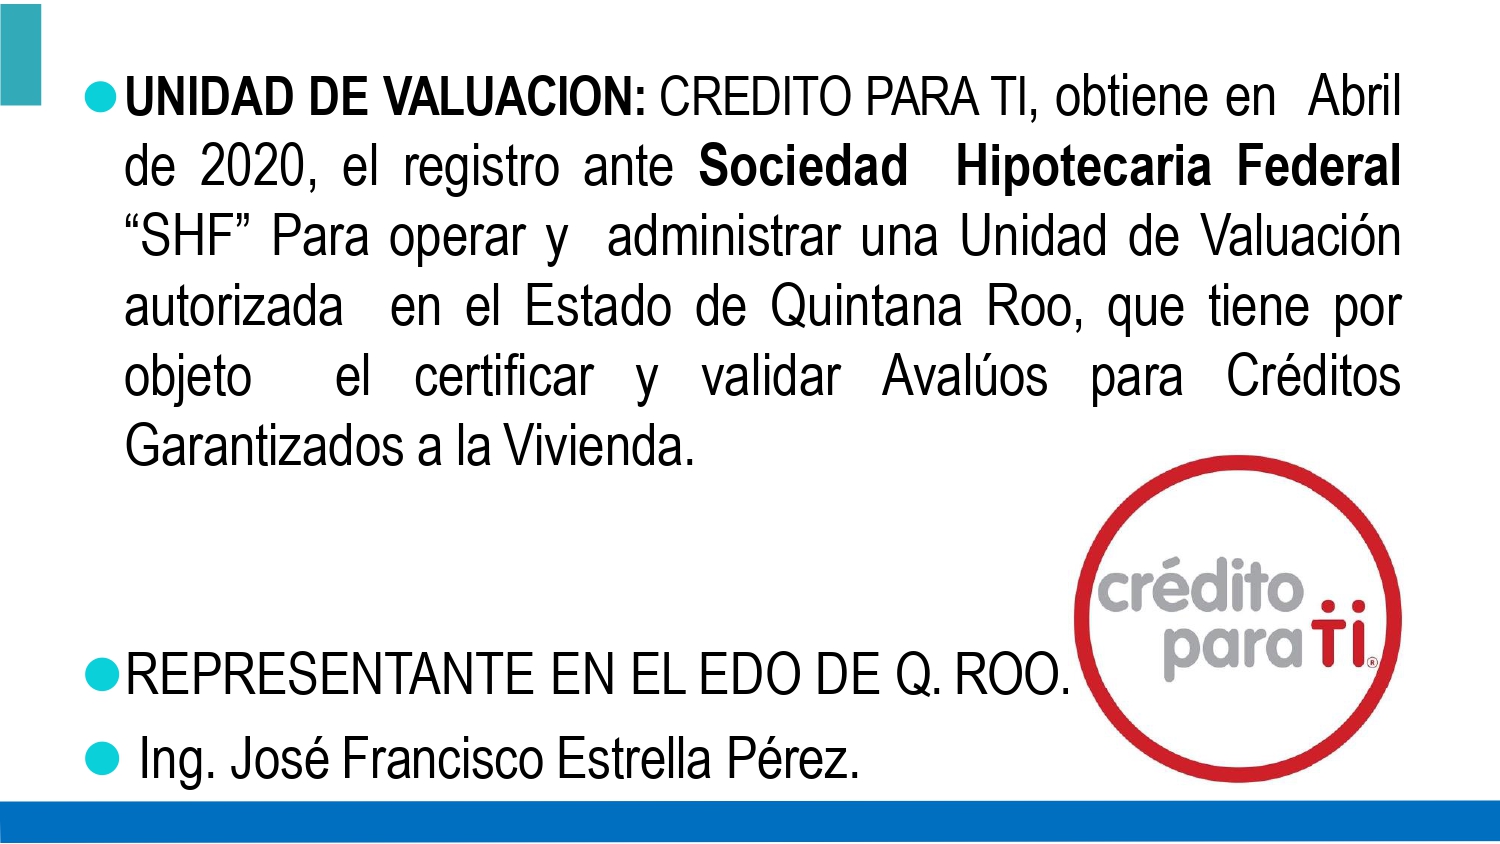 UNIDAD DE VALUACION: CREDITO PARA TI, obtiene en Abril
de 2020, el registro ante Sociedad Hipotecaria Federal
“SHF” Para operar y administrar una Unidad de Valuación
autorizada en el Estado de Quintana Roo, que tiene por
objeto el certificar y validar Avalúos para Créditos
Garantizados a la Vivienda.
crédito
para Ti®
REPRESENTANTE EN EL EDO DE Q. ROO.
Ing. José Francisco Estrella Pérez.